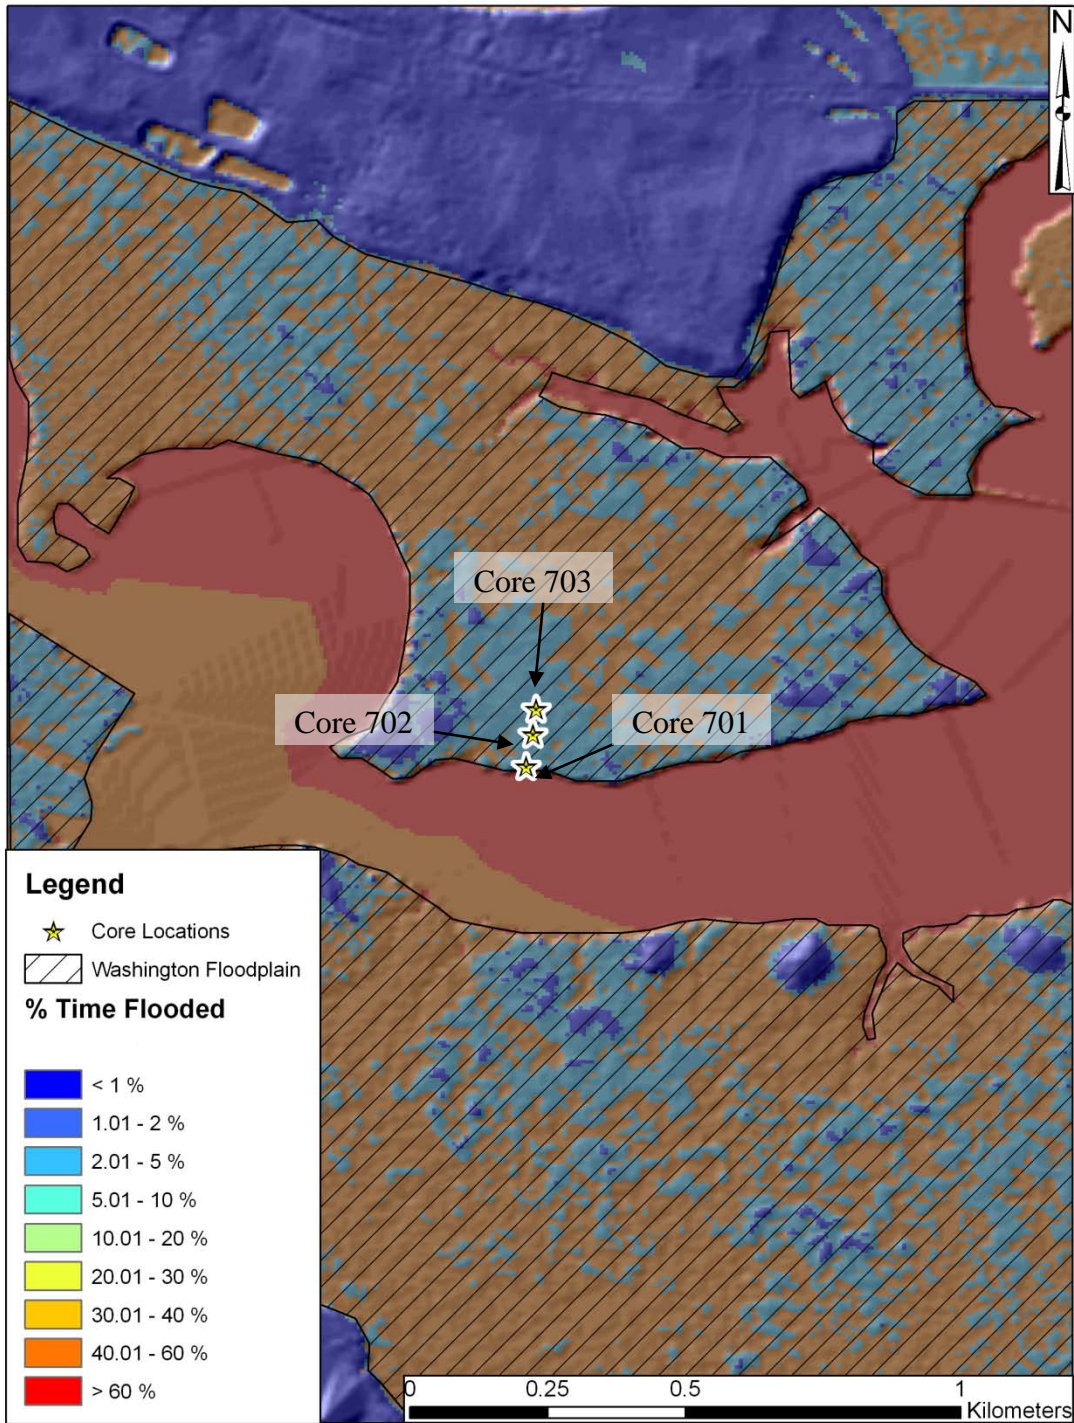 N
Core 703
Core 702
Core 701
Legend
Core Locations
Washington Floodplain
% Time Flooded
< 1 %
1.01 - 2 %
2.01 - 5 %
5.01 - 10 %
10.01 - 20 %
20.01 - 30 %
30.01 - 40 %
40.01 - 60 %
> 60 %
0 0.25 0.5 1
Kilometers